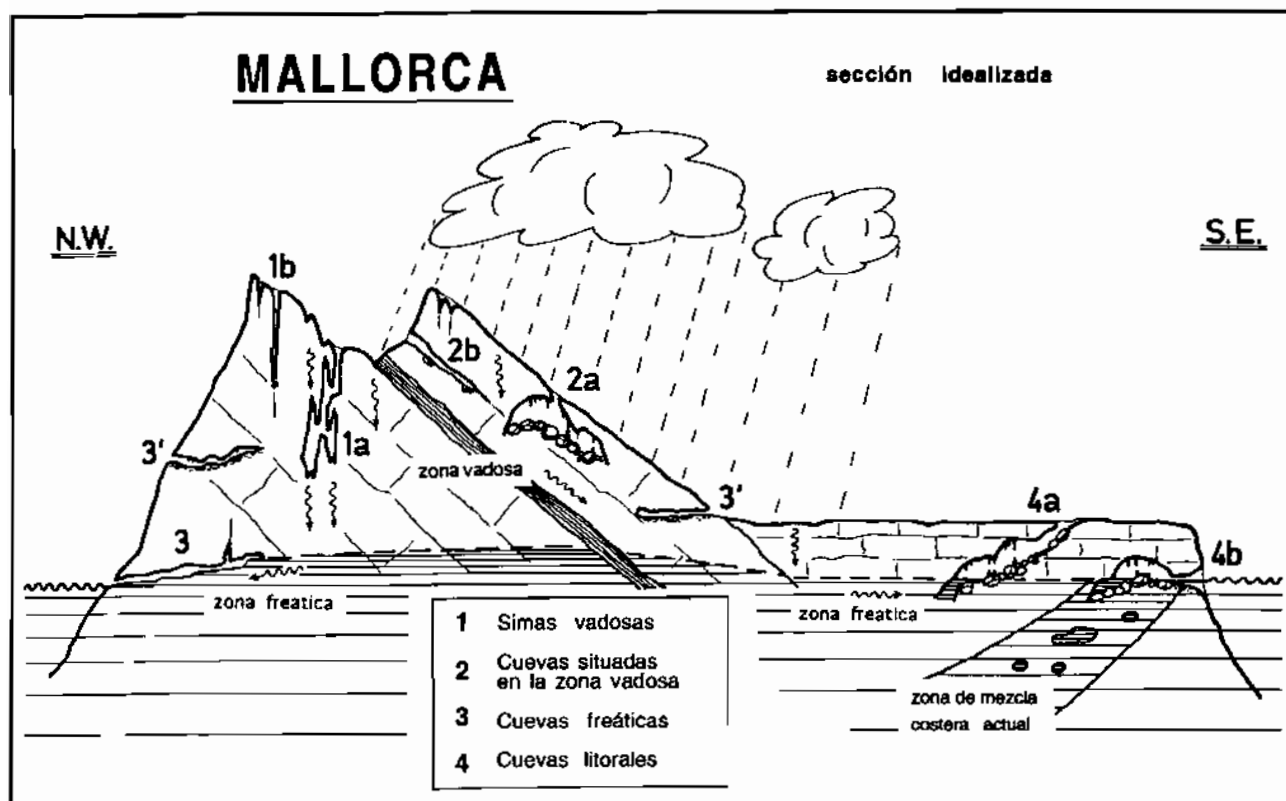 MALLORCA
sección idealizada
N.W.
S.E.
1b
2b
2a
3'
1a
zona vadosa
3'
4a
3
4b
zona freatica
zona freatica
1 Simas vadosas
2 Cuevas situadas
en la zona vadosa
3 Cuevas freáticas
4 Cuevas litorales
zona de mezcla
costera actual